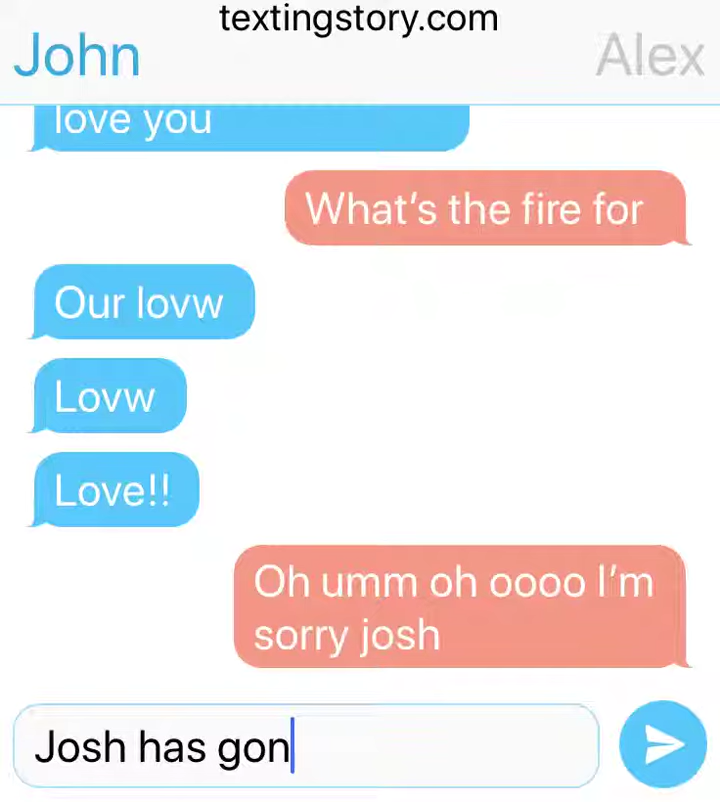 textingstory.com
John
Alex
love you
What's the fire for
Our lovw
Lovw
Love!!
Oh umm oh oooo I'm
sorry josh
Josh has gon